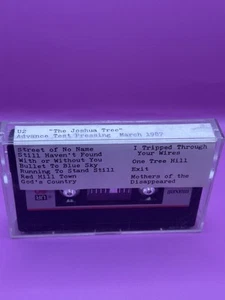 U2 "The Joshua Tree"
Advance Test Pressing March 1987
Street of No Name
Still Haven't Found
With or Without You
Bullet To Blue Sky
Running To Stand Still
Red Hill Town
God's Country
I Tripped Through
Your Wires
One Tree Hill
Exit
Mothers of the
Disappeared